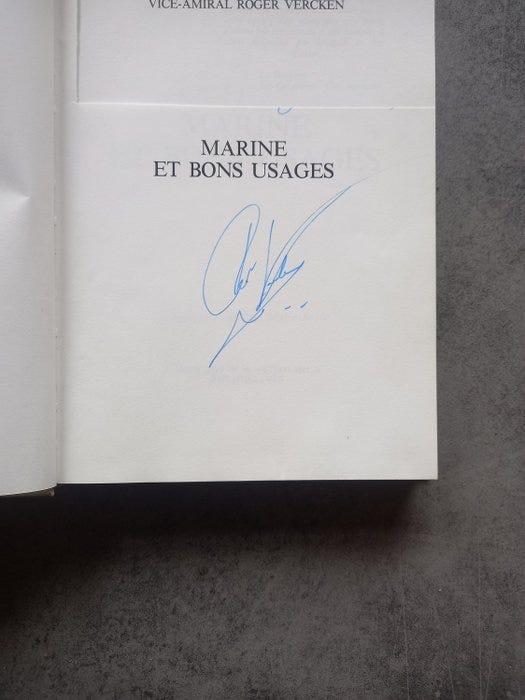 VICE-AMIRAL ROGER VERCKEN
MARINE
ET BONS USAGES